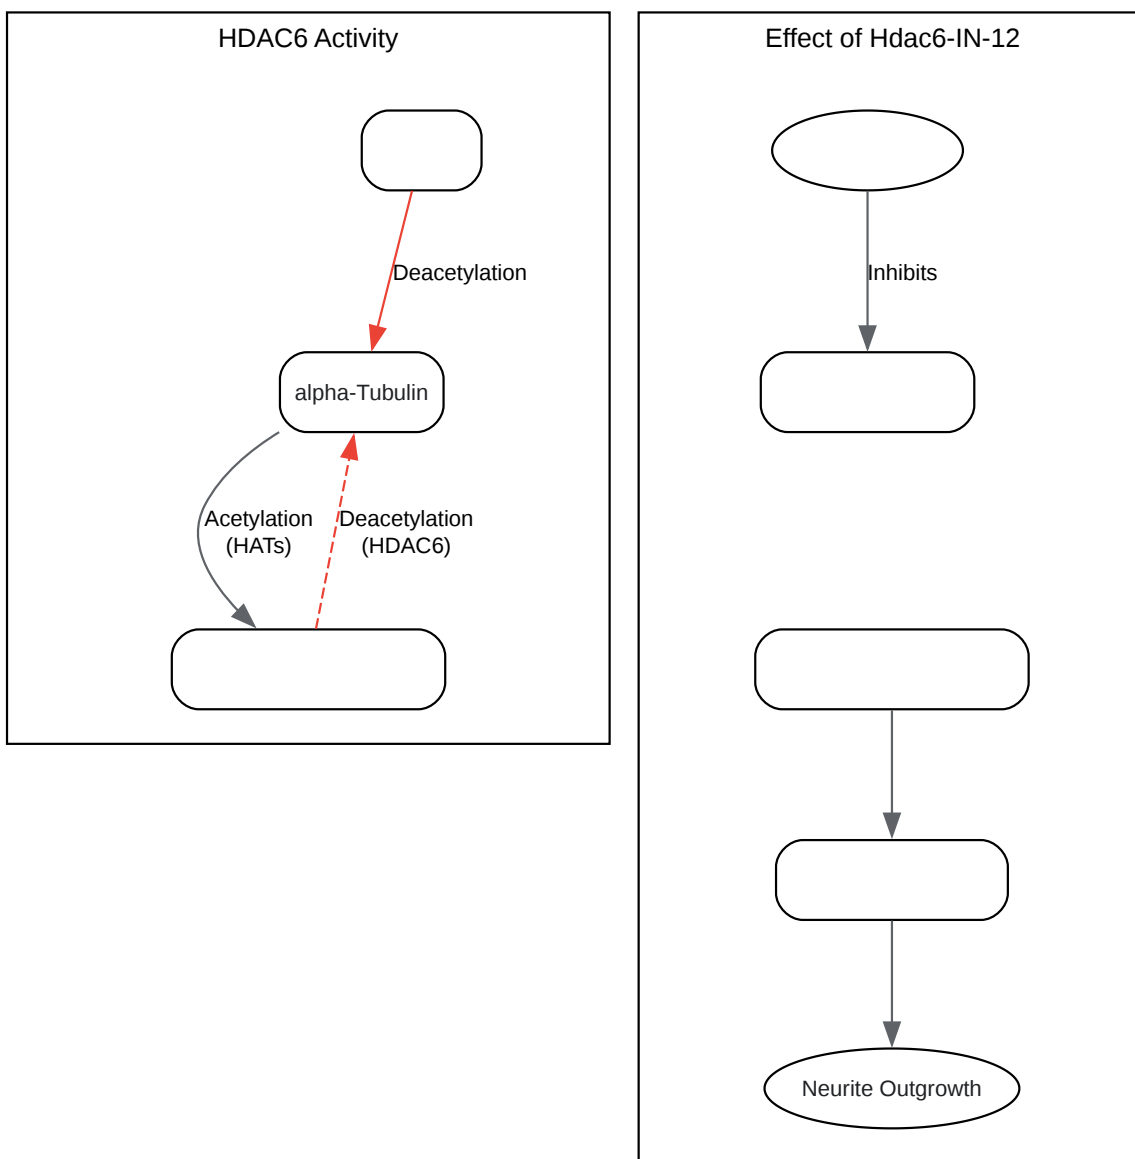 HDAC6 Activity
Deacetylation
alpha-Tubulin
Acetylation
(HATs)
Deacetylation
(HDAC6)
Effect of Hdac6-IN-12
Inhibits
Neurite Outgrowth